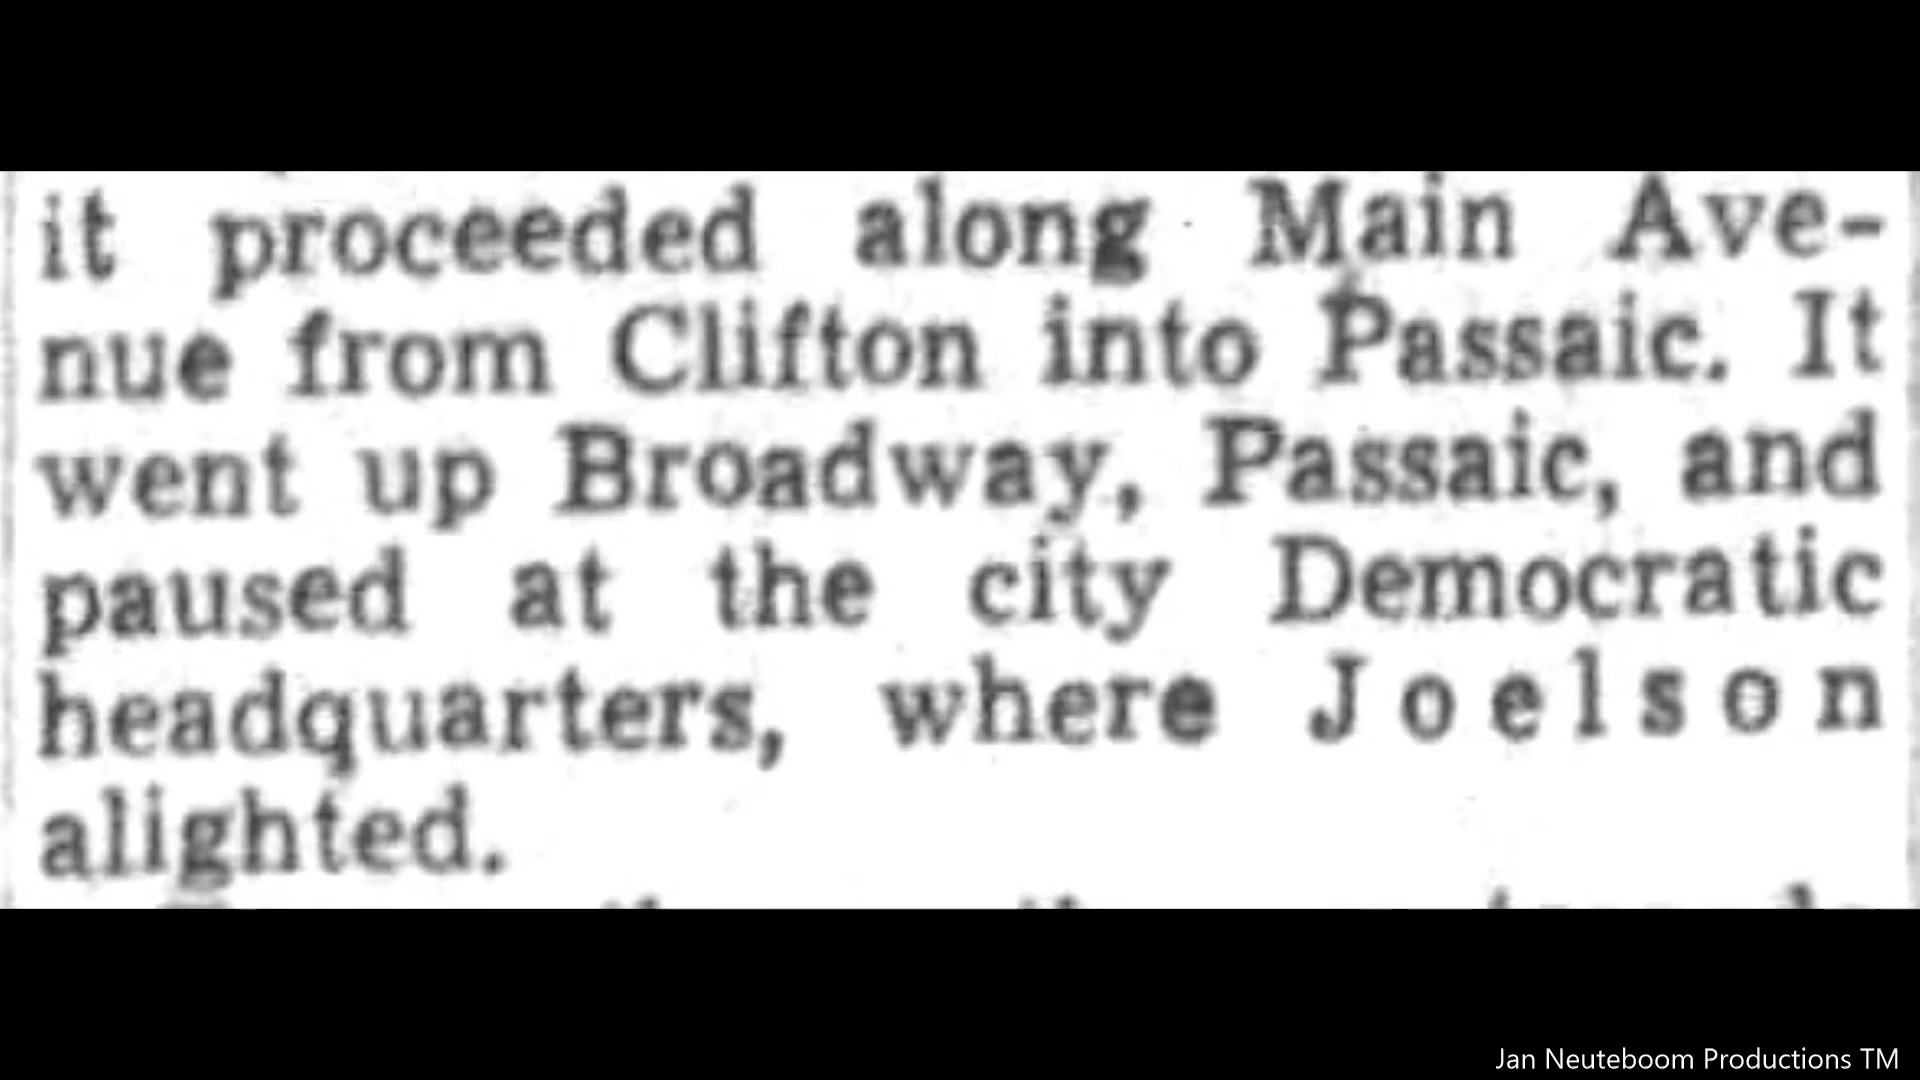 it proceeded along Main Ave-
nue from Clifton into Passaic. It
went up Broadway, Passaic, and
paused at the city Democratic
headquarters, where Joelson
alighted.
Jan Neuteboom Productions TM